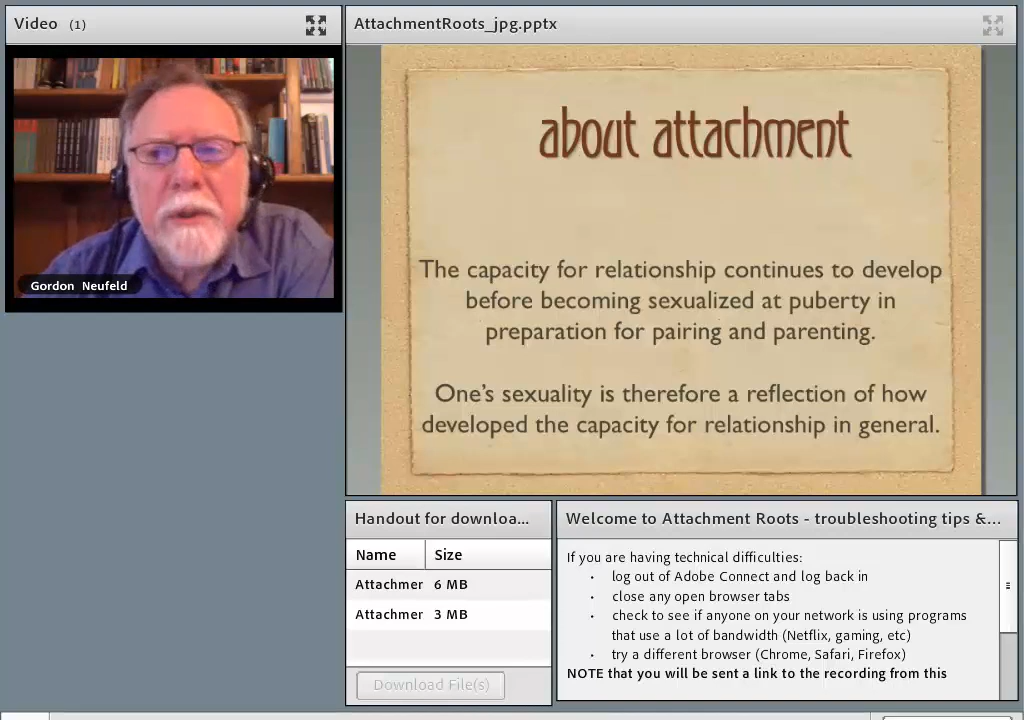 Video (1)
Gordon Neufeld
AttachmentRoots_jpg.pptx
about attachment
The capacity for relationship continues to develop
before becoming sexualized at puberty in
preparation for pairing and parenting.
One's sexuality is therefore a reflection of how
developed the capacity for relationship in general.
Handout for downloa...
Name Size
Attachmer 6 MB
Attachmer 3 MB
Download File(s)
Welcome to Attachment Roots - troubleshooting tips &...
If you are having technical difficulties:
• log out of Adobe Connect and log back in
• close any open browser tabs
• check to see if anyone on your network is using programs
that use a lot of bandwidth (Netflix, gaming, etc)
• try a different browser (Chrome, Safari, Firefox)
NOTE that you will be sent a link to the recording from this